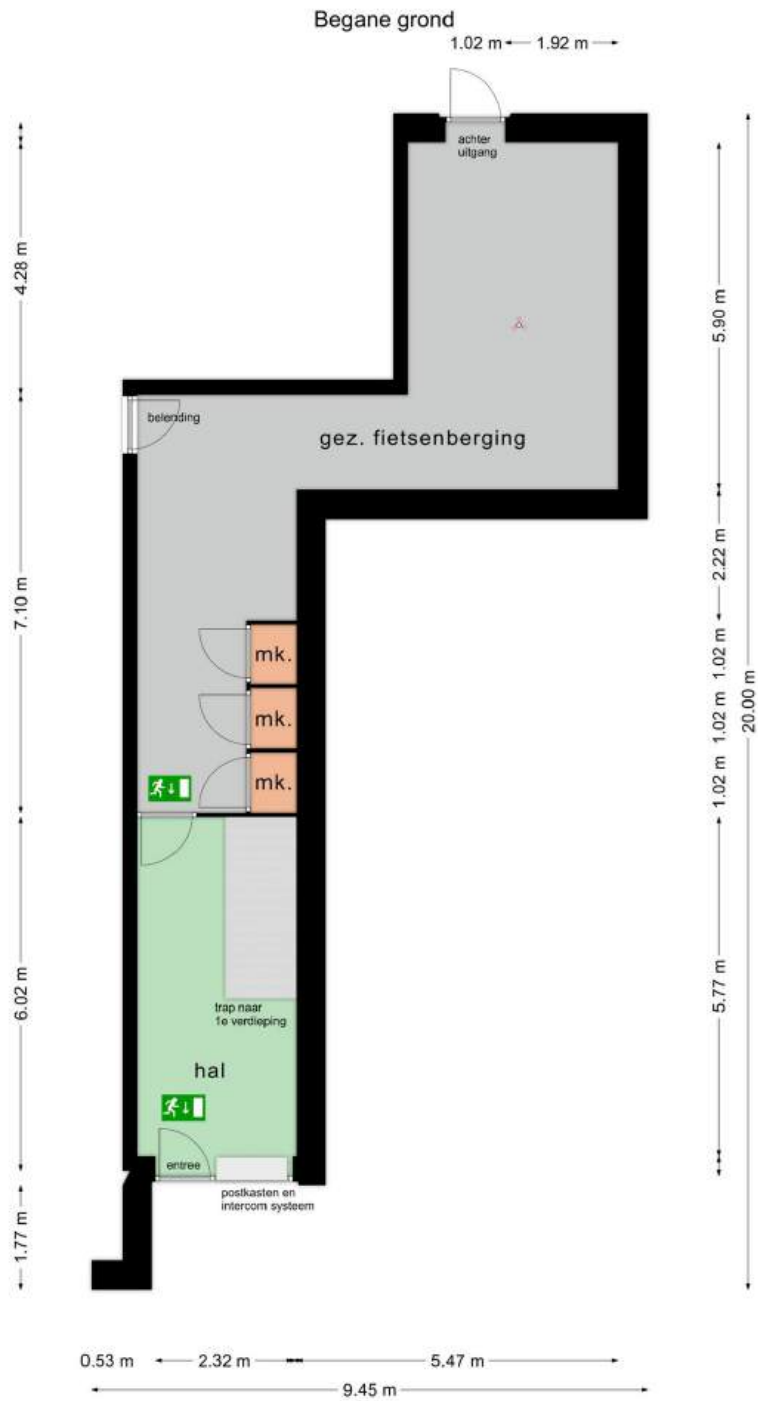 Begane grond
1.02 m
1.92 m
achter
uitgang
4.28 m
5.90 m
belending
gez. fietsenberging
7.10 m
2.22 m
mk.
1.02 m
mk.
1.02 m
20.00 m
mk.
1.02 m
6.02 m
5.77 m
trap naar
1e verdieping
hal
entree
postkasten en
intercom systeem
1.77 m
0.53 m
2.32 m
5.47 m
9.45 m